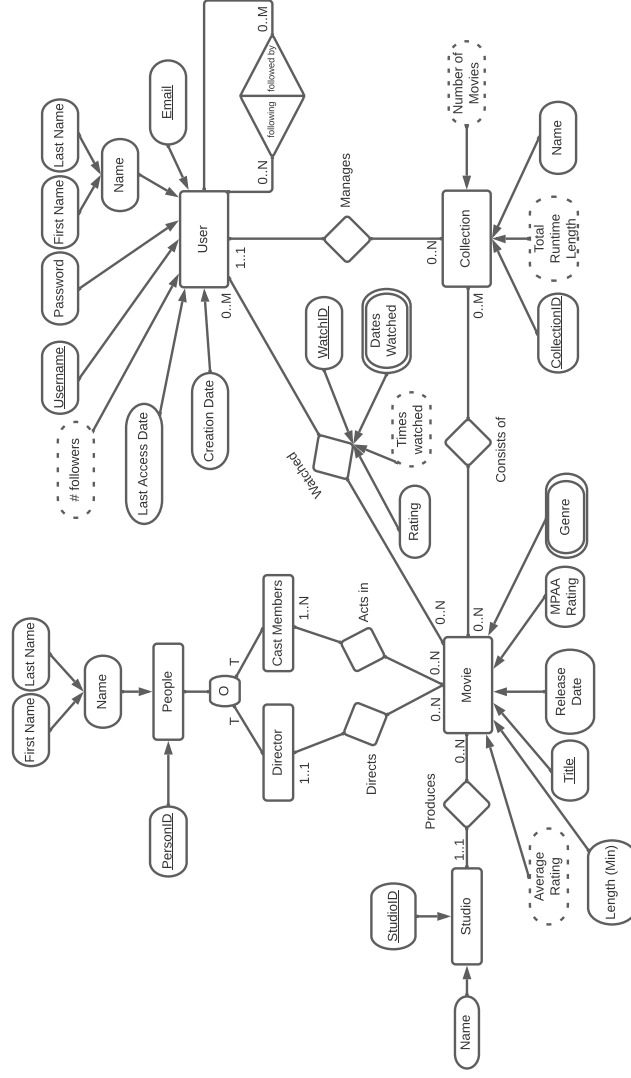 First Name
Last Name
Name
PersonID
People
O
T
T
Director
Cast Members
1..1
1..N
Directs
Acts in
0..N
0..N
Name
StudioID
Studio
1..1
Produces
0..N
Movie
Average
Rating
Length (Min)
Title
Release
Date
MPAA
Rating
Genre
0..N
0..N
Consists of
0..M
Watched
Rating
Times
watched
Dates
Watched
WatchID
0..M
# followers
Last Access Date
Creation Date
Username
Password
First Name
Last Name
Name
Email
User
0..N
following
followed by
0..M
1..1
Manages
0..N
Collection
CollectionID
Total
Runtime
Length
Name
Number of
Movies